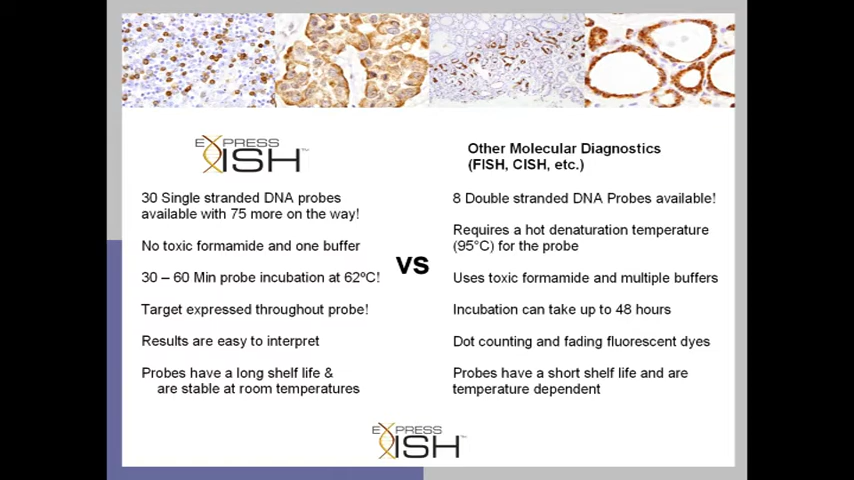 EXPRESS
ISH™
30 Single stranded DNA probes
available with 75 more on the way!
No toxic formamide and one buffer
30 – 60 Min probe incubation at 62ºC!
Target expressed throughout probe!
Results are easy to interpret
Probes have a long shelf life &
are stable at room temperatures
vs
Other Molecular Diagnostics
(FISH, CISH, etc.)
8 Double stranded DNA Probes available!
Requires a hot denaturation temperature
(95°C) for the probe
Uses toxic formamide and multiple buffers
Incubation can take up to 48 hours
Dot counting and fading fluorescent dyes
Probes have a short shelf life and are
temperature dependent
EXPRESS
ISH™